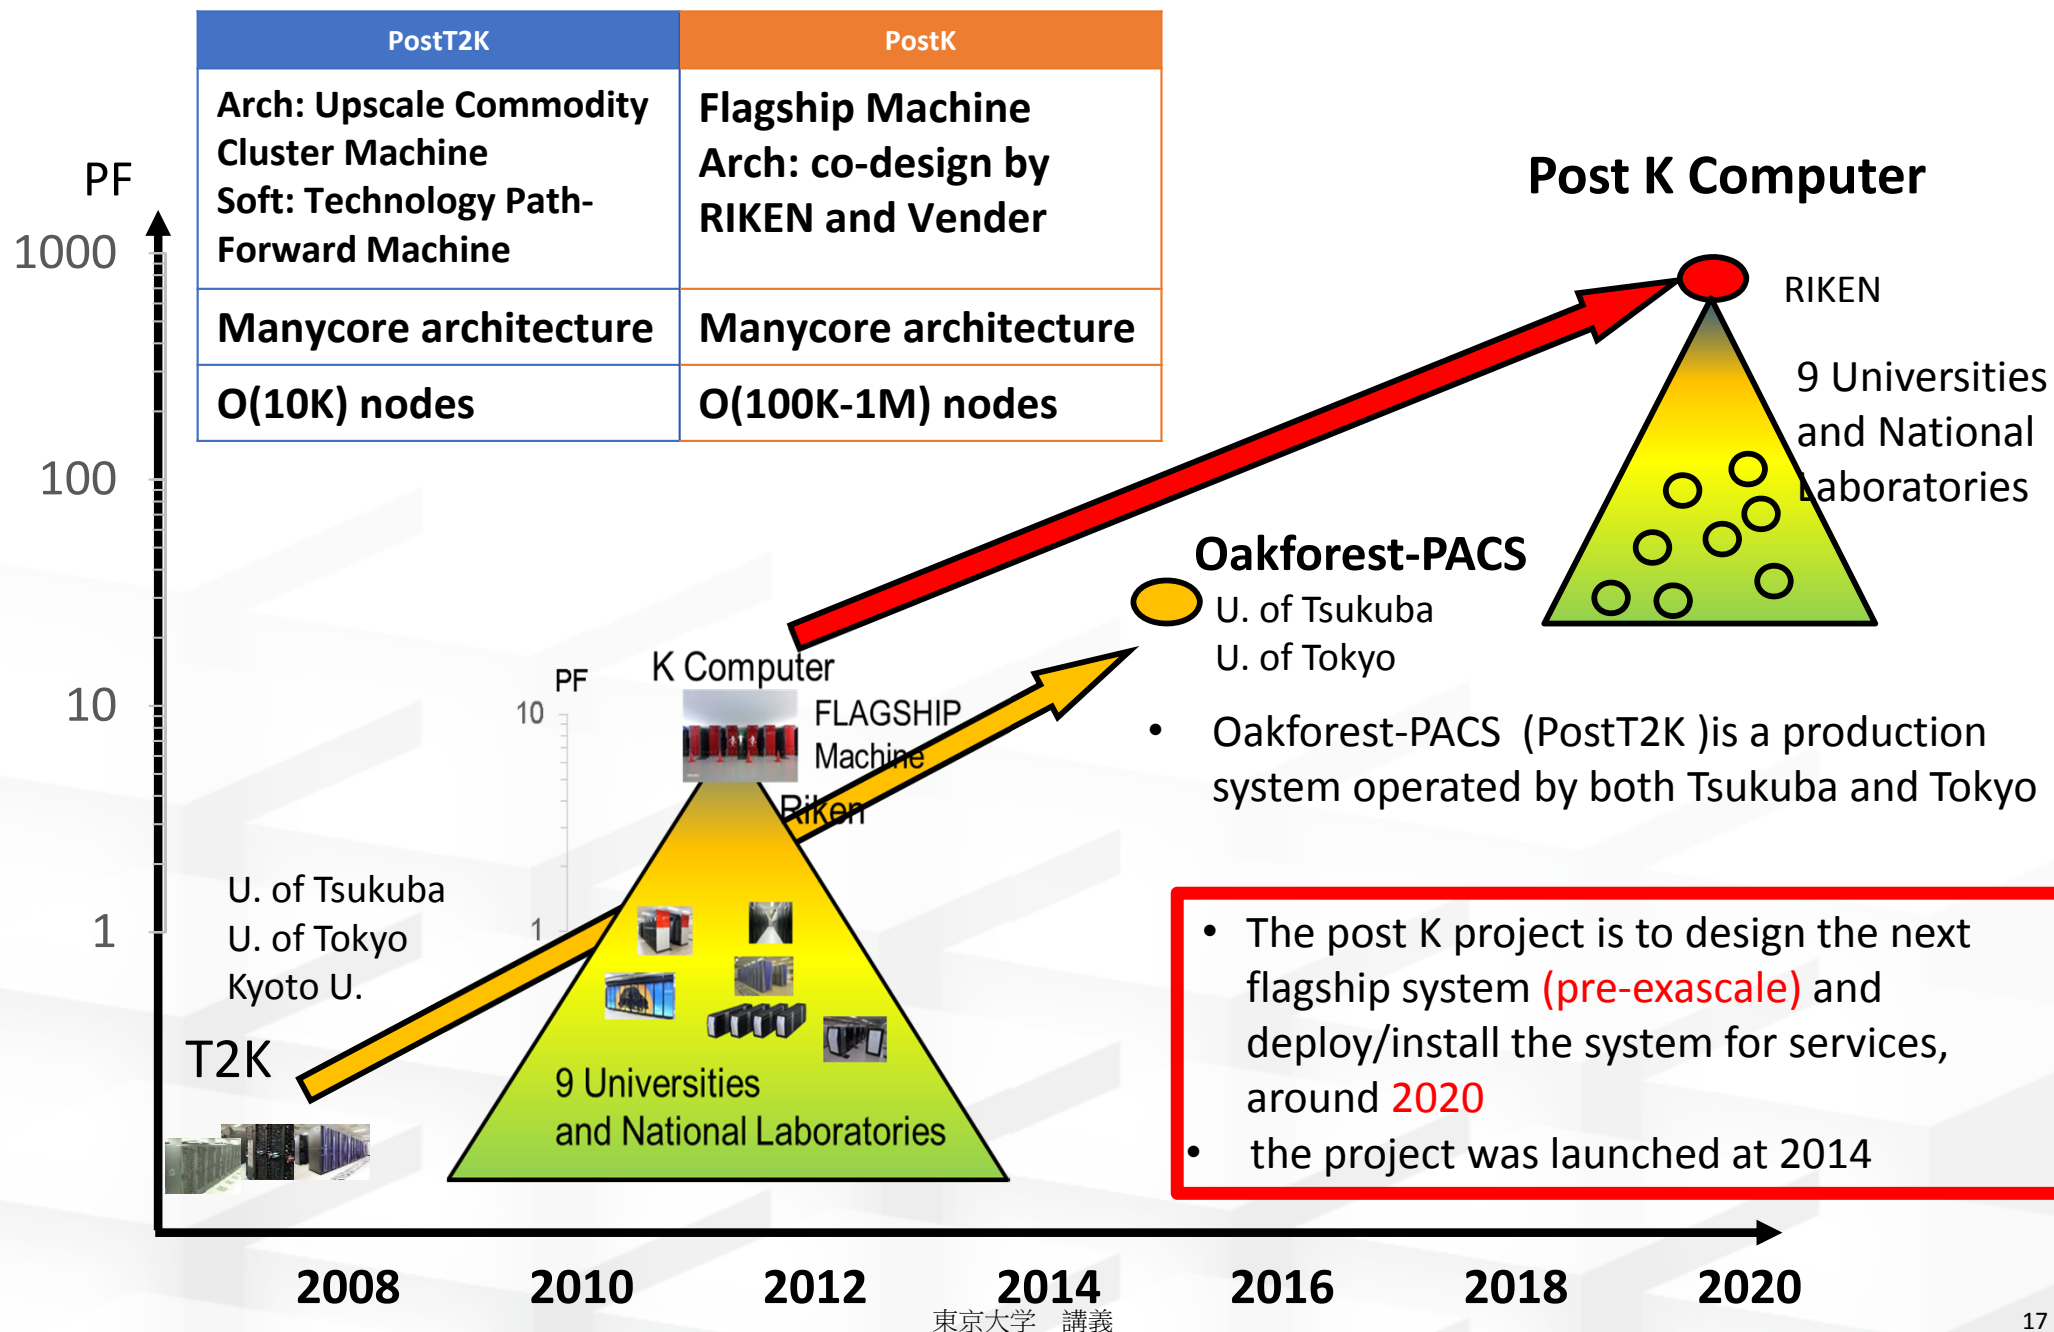 PostT2K
PostK
Arch: Upscale Commodity
Cluster Machine
Soft: Technology Path-
Forward Machine
Flagship Machine
Arch: co-design by
RIKEN and Vender
Manycore architecture
Manycore architecture
O(10K) nodes
O(100K-1M) nodes
PF
1000
100
10
1
Post K Computer
RIKEN
9 Universities
and National
Laboratories
Oakforest-PACS
U. of Tsukuba
U. of Tokyo
• Oakforest-PACS (PostT2K )is a production
system operated by both Tsukuba and Tokyo
K Computer
PF
10
1
FLAGSHIP
Machine
Riken
9 Universities
and National Laboratories
U. of Tsukuba
U. of Tokyo
Kyoto U.
T2K
• The post K project is to design the next
flagship system (pre-exascale) and
deploy/install the system for services,
around 2020
• the project was launched at 2014
2008 2010 2012 2014 2016 2018 2020
東京大学 講義
17